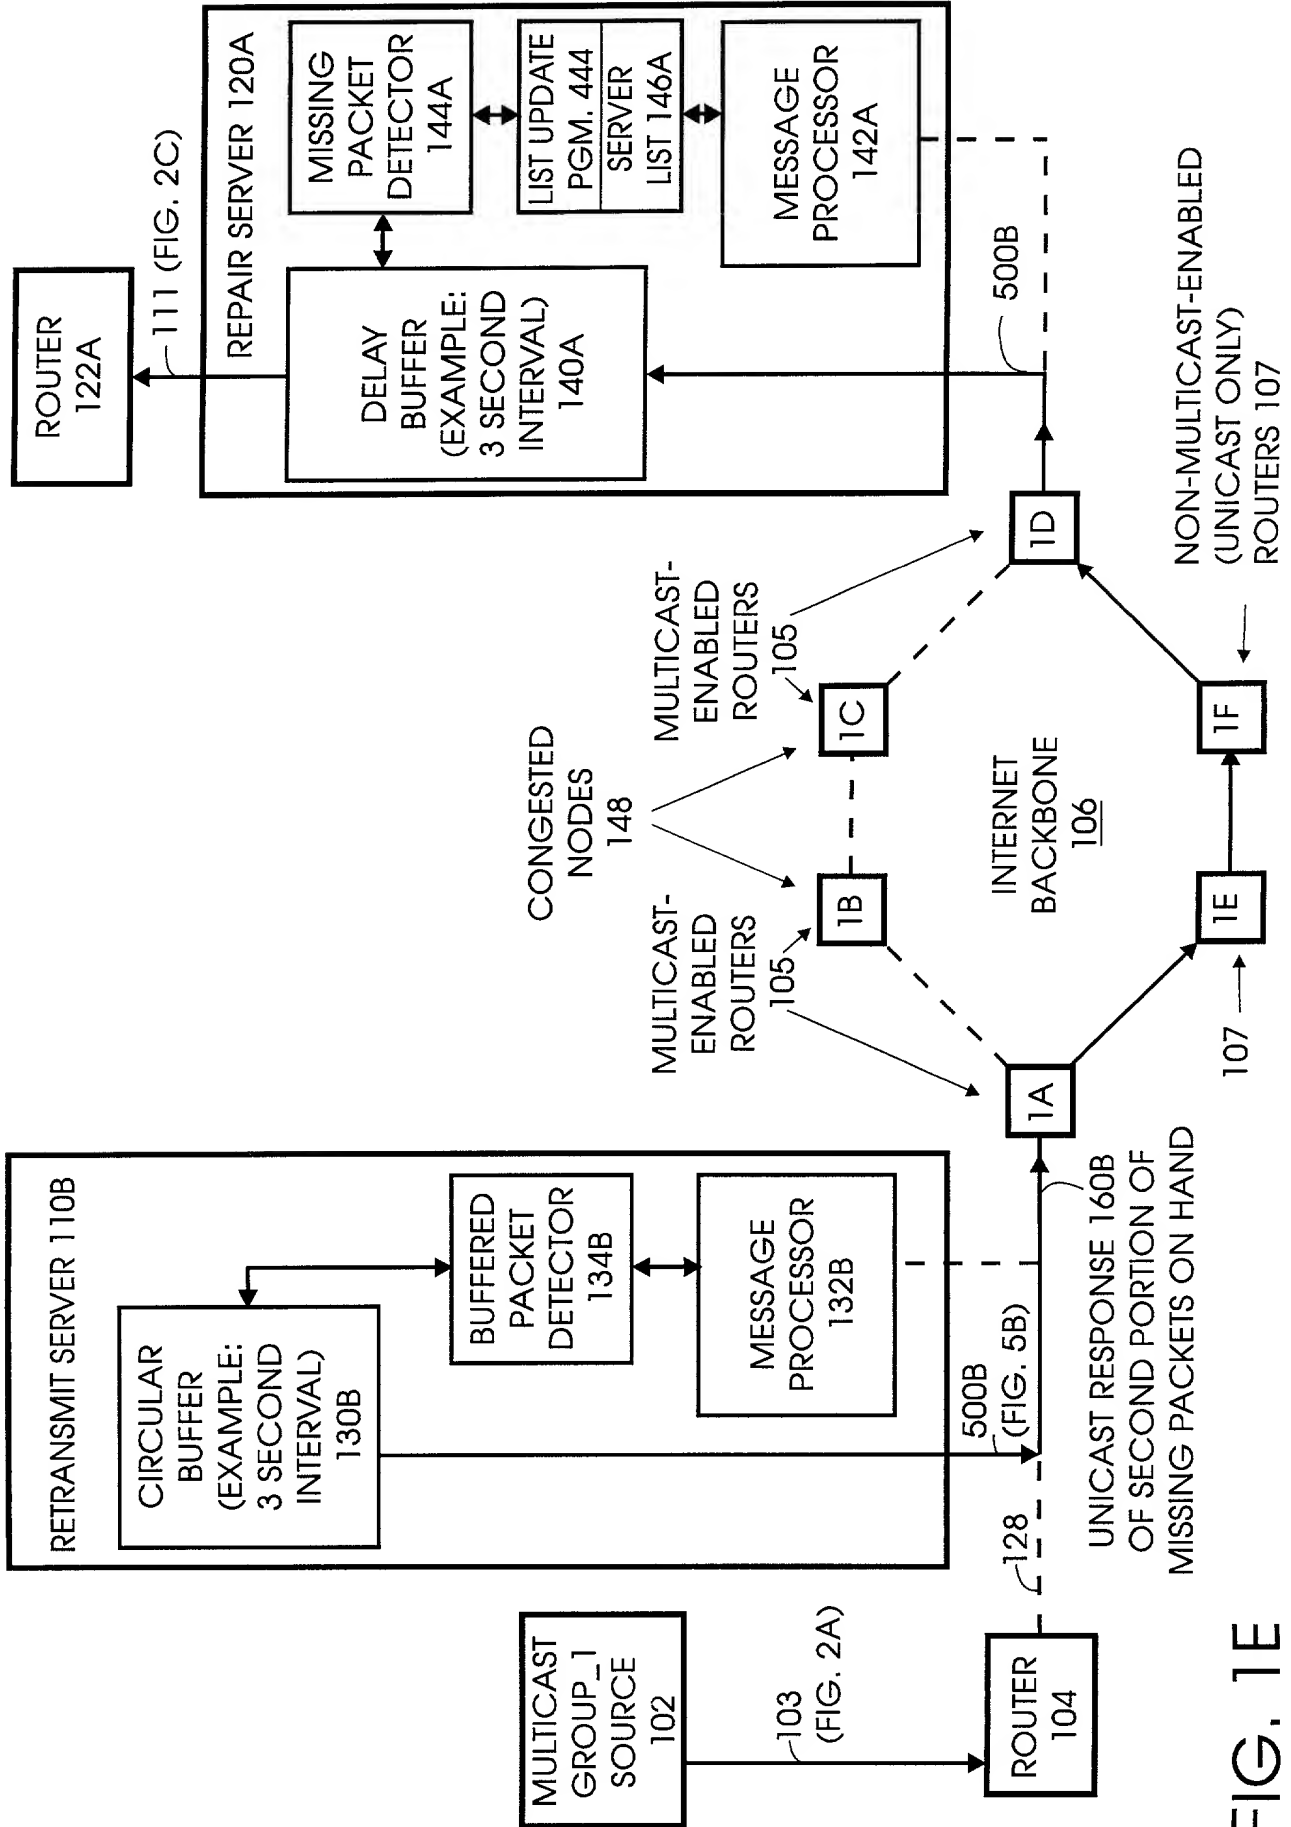 MULTICAST
GROUP_1
SOURCE
102
103
(FIG. 2A)
ROUTER
104
128
RETRANSMIT SERVER 110B
CIRCULAR
BUFFER
(EXAMPLE:
3 SECOND
INTERVAL)
130B
BUFFERED
PACKET
DETECTOR
134B
MESSAGE
PROCESSOR
132B
500B
(FIG. 5B)
UNICAST RESPONSE 160B
OF SECOND PORTION OF
MISSING PACKETS ON HAND
1A
MULTICAST-
ENABLED
ROUTERS
105
CONGESTED
NODES
148
1B
1C
MULTICAST-
ENABLED
ROUTERS
105
INTERNET
BACKBONE
106
107
1E
1F
1D
NON-MULTICAST-ENABLED
(UNICAST ONLY)
ROUTERS 107
500B
ROUTER
122A
111 (FIG. 2C)
REPAIR SERVER 120A
DELAY
BUFFER
(EXAMPLE:
3 SECOND
INTERVAL)
140A
MISSING
PACKET
DETECTOR
144A
LIST UPDATE
PGM. 444
SERVER
LIST 146A
MESSAGE
PROCESSOR
142A
FIG. 1E